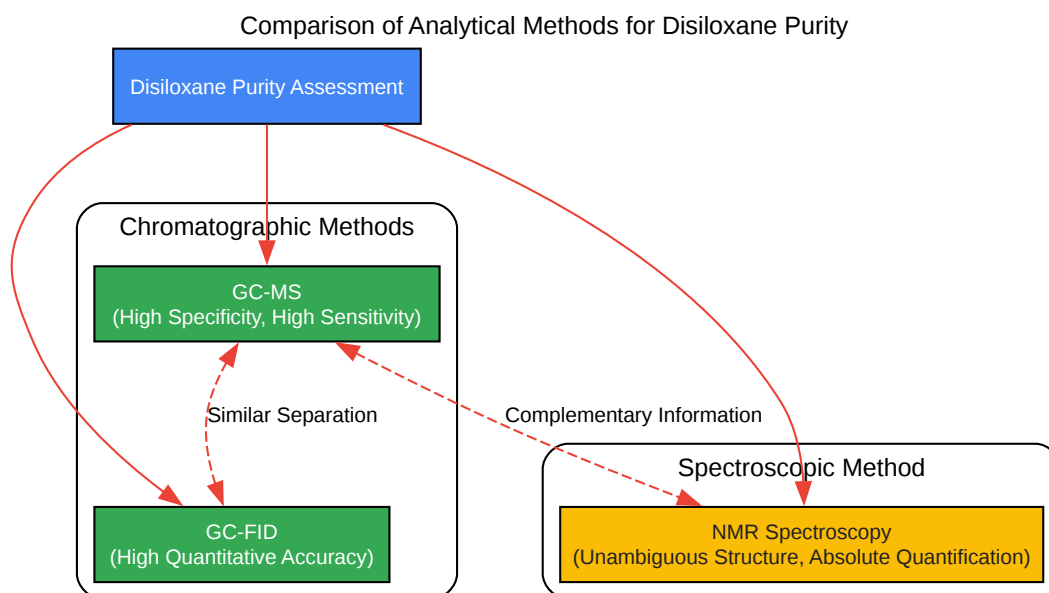 Comparison of Analytical Methods for Disiloxane Purity
Disiloxane Purity Assessment
Chromatographic Methods
GC-MS
(High Specificity, High Sensitivity)
Similar Separation
Complementary Information
Spectroscopic Method
GC-FID
(High Quantitative Accuracy)
NMR Spectroscopy
(Unambiguous Structure, Absolute Quantification)